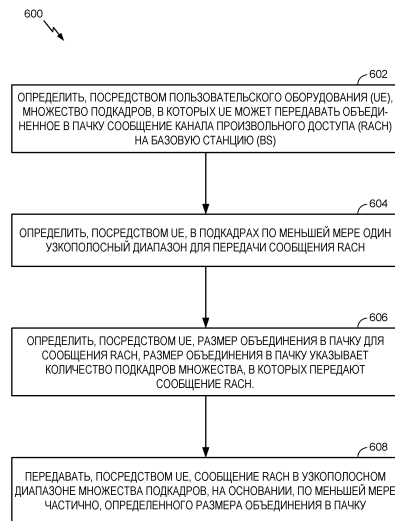 600
602
ОПРЕДЕЛИТЬ, ПОСРЕДСТВОМ ПОЛЬЗОВАТЕЛЬСКОГО ОБОРУДОВАНИЯ (UE),
МНОЖЕСТВО ПОДКАДРОВ, В КОТОРЫХ UE МОЖЕТ ПЕРЕДАВАТЬ ОБЪЕДИ-
НЕННОЕ В ПАЧКУ СООБЩЕНИЕ КАНАЛА ПРОИЗВОЛЬНОГО ДОСТУПА (RACH)
НА БАЗОВУЮ СТАНЦИЮ (BS)
604
ОПРЕДЕЛИТЬ, ПОСРЕДСТВОМ UE, В ПОДКАДРАХ ПО МЕНЬШЕЙ МЕРЕ ОДИН
УЗКОПОЛОСНЫЙ ДИАПАЗОН ДЛЯ ПЕРЕДАЧИ СООБЩЕНИЯ RACH
606
ОПРЕДЕЛИТЬ, ПОСРЕДСТВОМ UE, РАЗМЕР ОБЪЕДИНЕНИЯ В ПАЧКУ ДЛЯ
СООБЩЕНИЯ RACH, РАЗМЕР ОБЪЕДИНЕНИЯ В ПАЧКУ УКАЗЫВАЕТ
КОЛИЧЕСТВО ПОДКАДРОВ МНОЖЕСТВА, В КОТОРЫХ ПЕРЕДАЮТ
СООБЩЕНИЕ RACH.
608
ПЕРЕДАВАТЬ, ПОСРЕДСТВОМ UE, СООБЩЕНИЕ RACH В УЗКОПОЛОСНОМ
ДИАПАЗОНЕ МНОЖЕСТВА ПОДКАДРОВ, НА ОСНОВАНИИ, ПО МЕНЬШЕЙ МЕРЕ
ЧАСТИЧНО, ОПРЕДЕЛЕННОГО РАЗМЕРА ОБЪЕДИНЕНИЯ В ПАЧКУ